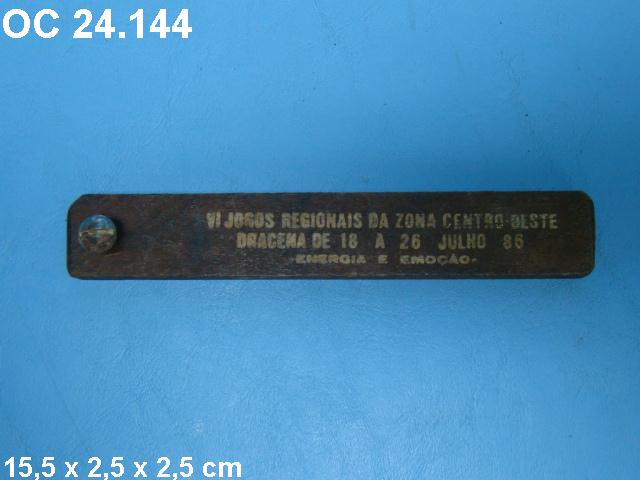 OC 24.144
VI JOGOS REGIONAIS DA ZONA CENTRO-OESTE
DRACENA DE 18 A 26 JULHO 86
-ENERGIA E EMOÇÃO-
15,5 x 2,5 x 2,5 cm